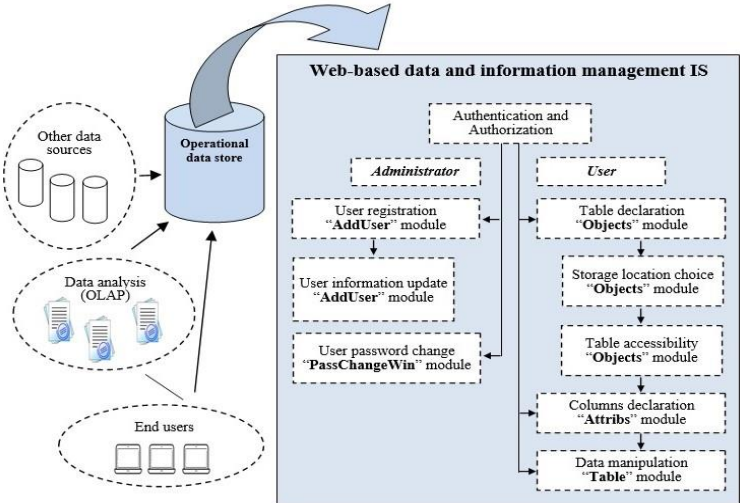 Web-based data and information management IS
Other data
sources
Operational
data store
Data analysis
(OLAP)
End users
Authentication and
Authorization
Administrator
User registration
“AddUser” module
User information update
“AddUser” module
User password change
“PassChangeWin” module
User
Table declaration
“Objects” module
Storage location choice
“Objects” module
Table accessibility
“Objects” module
Columns declaration
“Attribs” module
Data manipulation
“Table” module